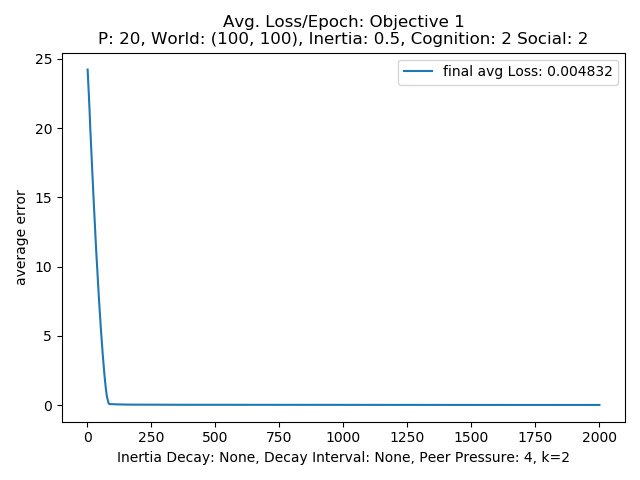 Avg. Loss/Epoch: Objective 1
P: 20, World: (100, 100), Inertia: 0.5, Cognition: 2 Social: 2
final avg Loss: 0.004832
average error
25
20
15
10
5
0
0 250 500 750 1000 1250 1500 1750 2000
Inertia Decay: None, Decay Interval: None, Peer Pressure: 4, k=2